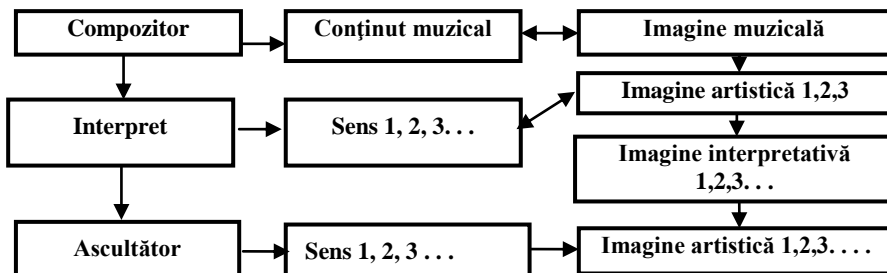 Compozitor
Conţinut muzical
Imagine muzicală
Imagine artistică 1,2,3
Interpret
Sens 1, 2, 3. . .
Imagine interpretativă
1,2,3. . .
Ascultător
Sens 1, 2, 3 . . .
Imagine artistică 1,2,3. . . .